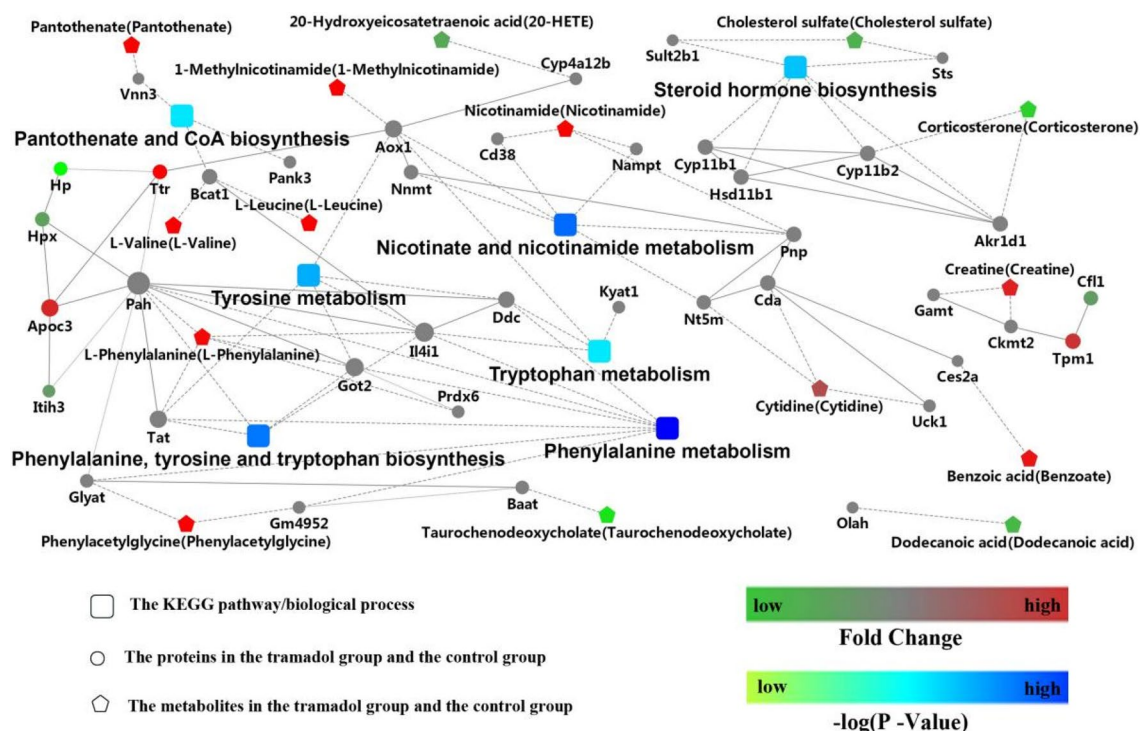 Pantothenate(Pantothenate)
20-Hydroxyeicosatetraenoic acid(20-HETE)
Cholesterol sulfate(Cholesterol sulfate)
Sult2b1
Sts
Vnn3
1-Methylnicotinamide(1-Methylnicotinamide)
Cyp4a12b
Steroid hormone biosynthesis
Nicotinamide(Nicotinamide)
Pantothenate and CoA biosynthesis
Aox1
Cd38
Nampt
Corticosterone(Corticosterone)
Cyp11b1
Cyp11b2
Hp
Ttr
Bcat1
Pank3
Nnmt
Hsd11b1
L-Leucine(L-Leucine)
Hpx
L-Valine(L-Valine)
Nicotinate and nicotinamide metabolism
Pnp
Akr1d1
Creatine(Creatine)
Cfl1
Pah
Tyrosine metabolism
Kyat1
Cda
Gamt
Apoc3
Ddc
Nt5m
Ckmt2
L-Phenylalanine(L-Phenylalanine)
Il4i1
Tpm1
Tryptophan metabolism
Ces2a
Got2
Prdx6
Itih3
Cytidine(Cytidine)
Uck1
Tat
Phenylalanine, tyrosine and tryptophan biosynthesis
Phenylalanine metabolism
Benzoic acid(Benzoate)
Glyat
Baat
Gm4952
Olah
Taurochenodeoxycholate(Taurochenodeoxycholate)
Phenylacetylglycine(Phenylacetylglycine)
Dodecanoic acid(Dodecanoic acid)
The KEGG pathway/biological process
low high
Fold Change
The proteins in the tramadol group and the control group
low high
The metabolites in the tramadol group and the control group
-log(P -Value)